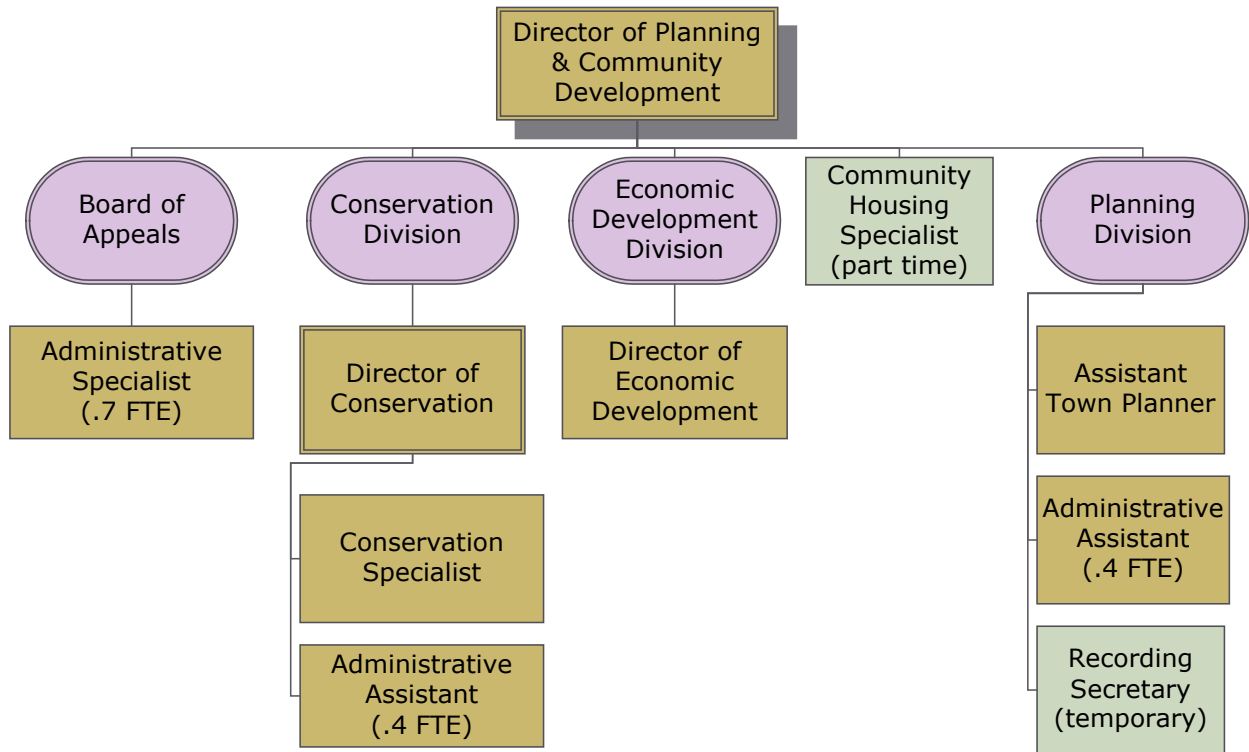 Director of Planning
& Community
Development
Board of
Appeals
Conservation
Division
Economic
Development
Division
Community
Housing
Specialist
(part time)
Planning
Division
Administrative
Specialist
(.7 FTE)
Director of
Conservation
Director of
Economic
Development
Assistant
Town Planner
Conservation
Specialist
Administrative
Assistant
(.4 FTE)
Administrative
Assistant
(.4 FTE)
Recording
Secretary
(temporary)